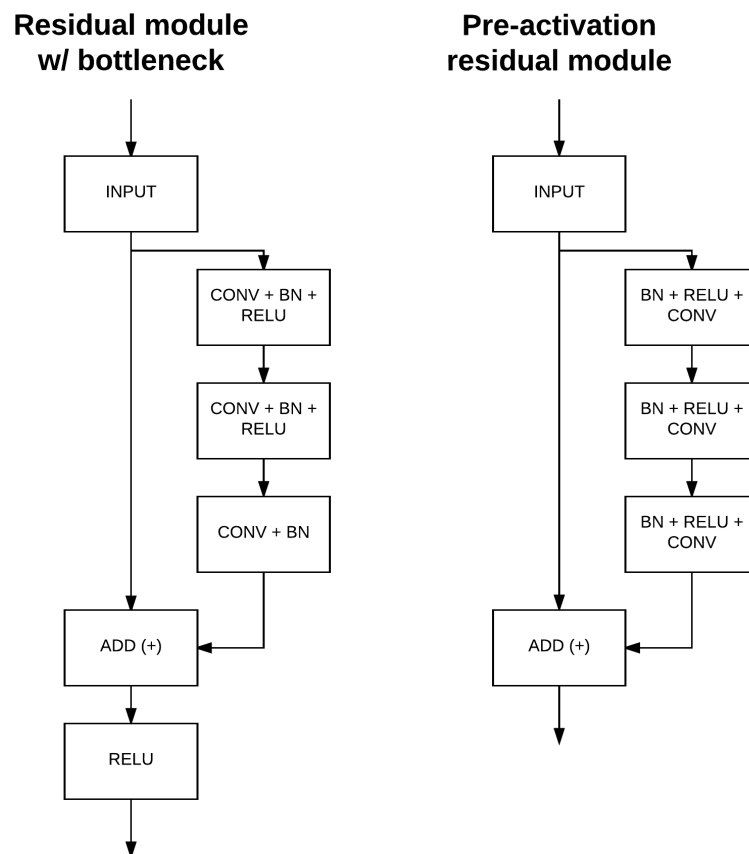 Residual module
w/ bottleneck
INPUT
CONV + BN +
RELU
CONV + BN +
RELU
CONV + BN
ADD (+)
RELU
Pre-activation
residual module
INPUT
BN + RELU +
CONV
BN + RELU +
CONV
BN + RELU +
CONV
ADD (+)